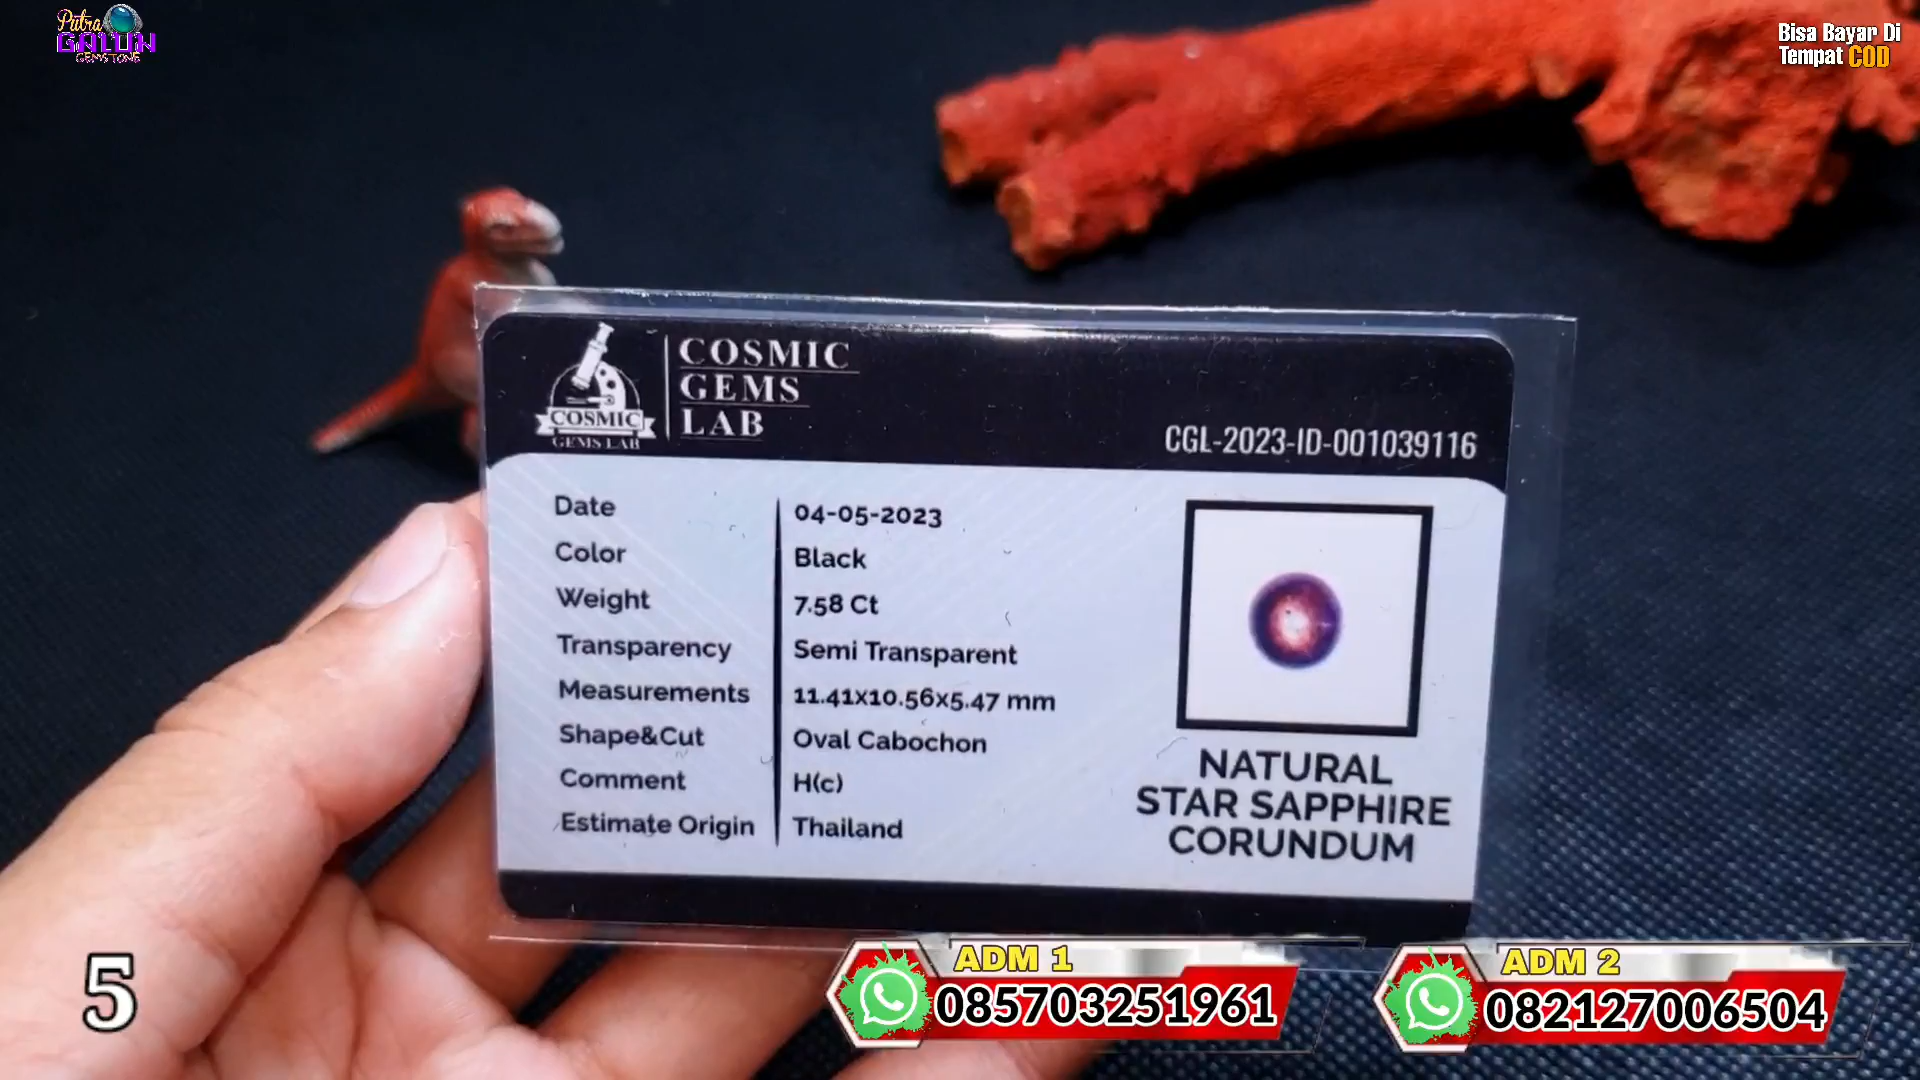 Putra
GALUH
GEMSTONE
Bisa Bayar Di
Tempat COD
COSMIC
GEMS LAB
COSMIC
GEMS
LAB
CGL-2023-ID-001039116
Date 04-05-2023
Color Black
Weight 7.58 Ct
Transparency Semi Transparent
Measurements 11.41x10.56x5.47 mm
Shape&Cut Oval Cabochon
Comment H(c)
Estimate Origin Thailand
NATURAL
STAR SAPPHIRE
CORUNDUM
5
ADM 1
085703251961
ADM 2
082127006504